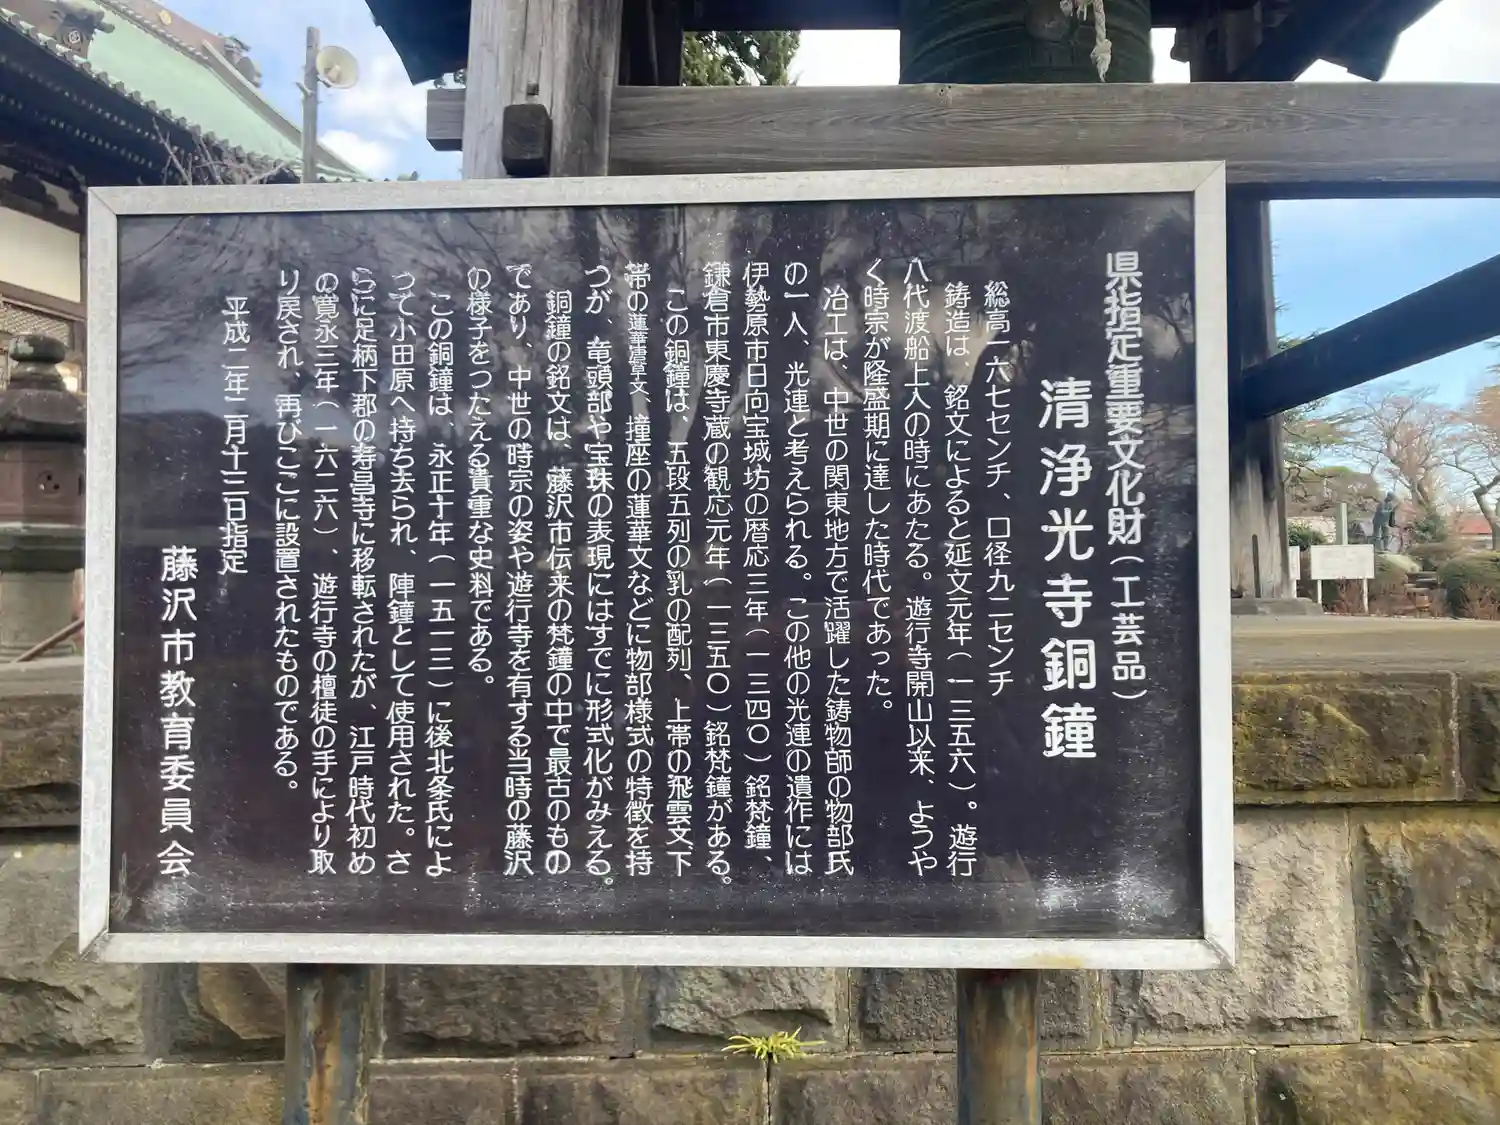 県指定重要文化財(工芸品)
清浄光寺銅鐘
総高一六七センチ、口径九二センチ
鋳造は、銘文によると延文元年(一三五六)。遊行
八代渡船上人の時にあたる。遊行寺開山以来、ようや
く時宗が隆盛期に達した時代であった。
冶工は、中世の関東地方で活躍した鋳物師の物部氏
の一人、光連と考えられる。この他の光連の遺作には
伊勢原市日向宝城坊の暦応三年(一三四〇)銘梵鐘、
鎌倉市東慶寺蔵の観応元年(一三五〇)銘梵鐘がある。
この銅鐘は、五段五列の乳の配列、上帯の飛雲文、下
帯の蓮華唐草文、撞座の蓮華文などに物部様式の特徴を持
つが、竜頭部や宝珠の表現にはすでに形式化がみえる。
銅鐘の銘文は、藤沢市伝来の梵鐘の中で最古のもの
であり、中世の時宗の姿や遊行寺を有する当時の藤沢
の様子をつたえる貴重な史料である。
この銅鐘は、永正十年(一五一三)に後北条氏によ
って小田原へ持ち去られ、陣鐘として使用された。さ
らに足柄下郡の寿昌寺に移転されたが、江戸時代初め
の寛永三年(一六二六)、遊行寺の檀徒の手により取
り戻され、再びここに設置されたものである。
平成二年二月十三日指定
藤沢市教育委員会